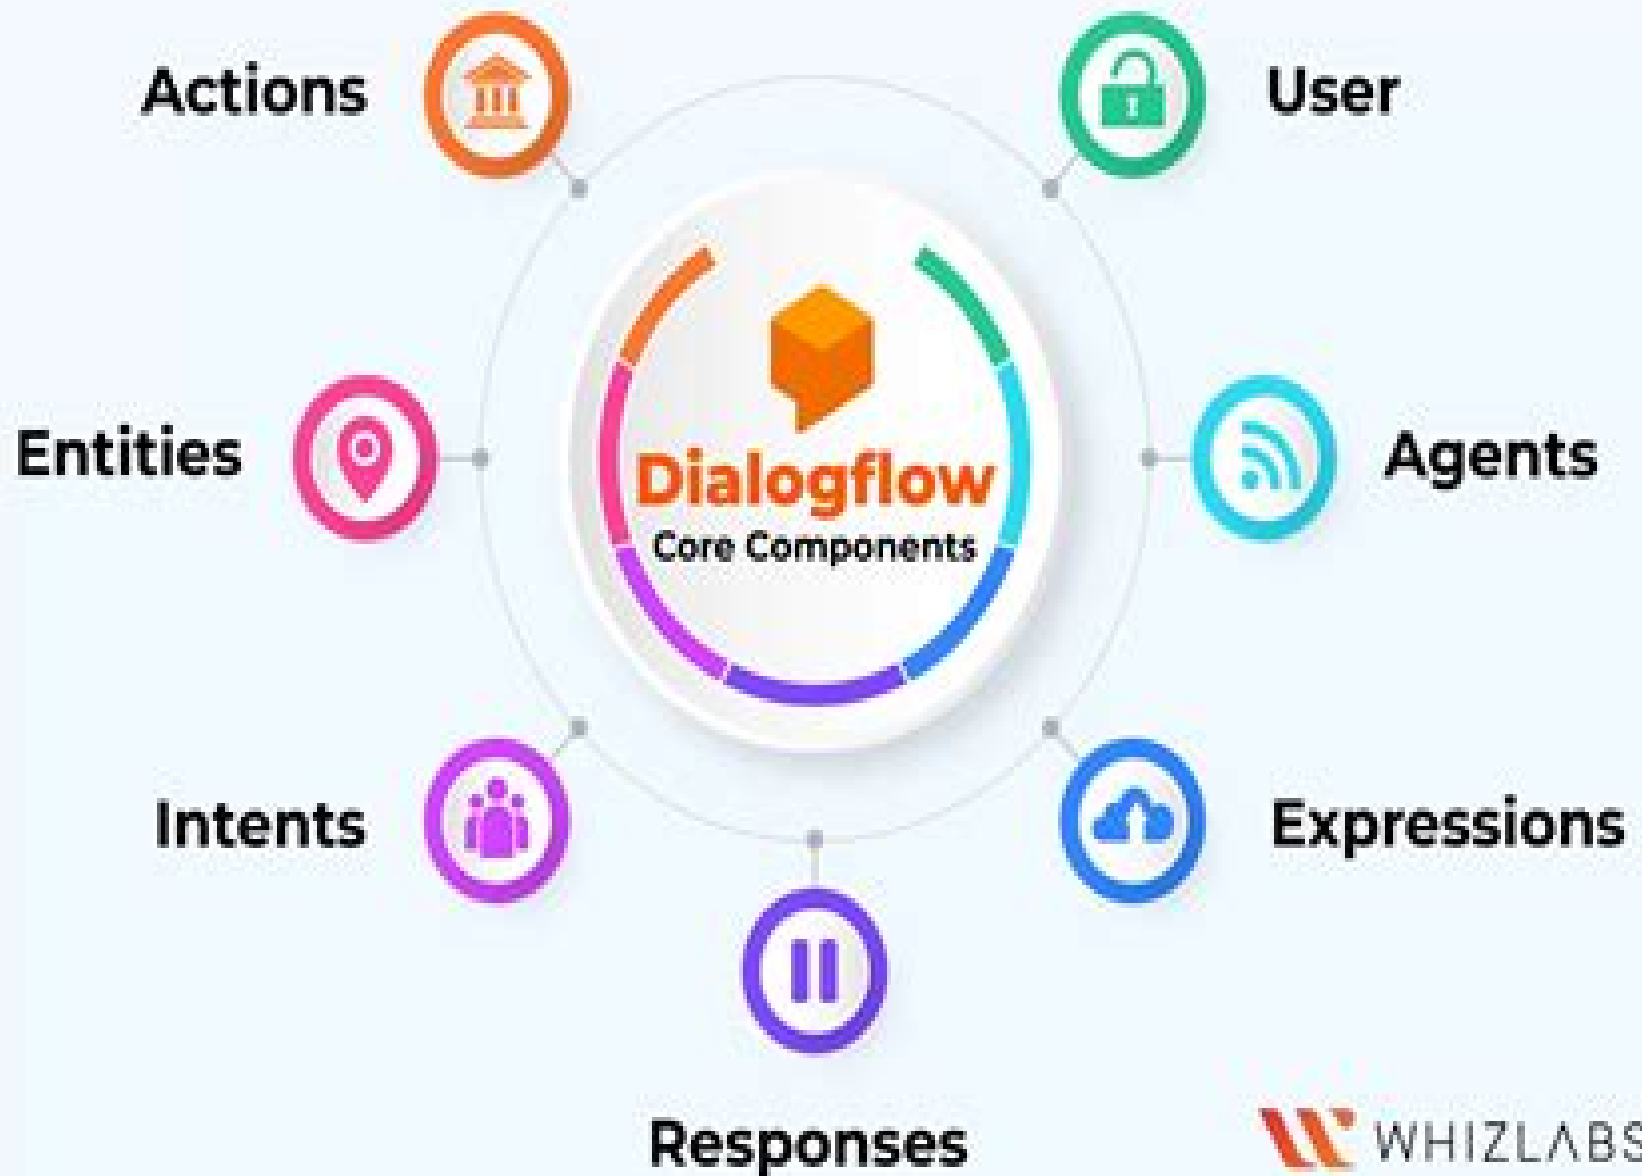 Actions
User
Dialogflow
Core Components
Entities
Agents
Intents
Expressions
Responses
WHIZLABS